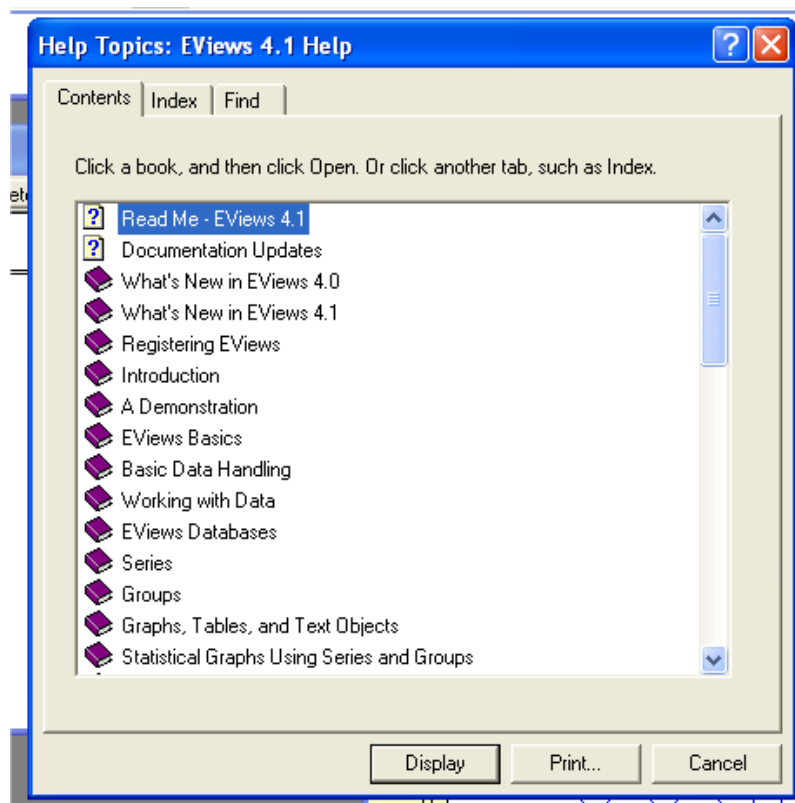 Help Topics: EViews 4.1 Help
Contents Index Find
Click a book, and then click Open. Or click another tab, such as Index.
Read Me - EViews 4.1
Documentation Updates
What's New in EViews 4.0
What's New in EViews 4.1
Registering EViews
Introduction
A Demonstration
EViews Basics
Basic Data Handling
Working with Data
EViews Databases
Series
Groups
Graphs, Tables, and Text Objects
Statistical Graphs Using Series and Groups
Display Print... Cancel